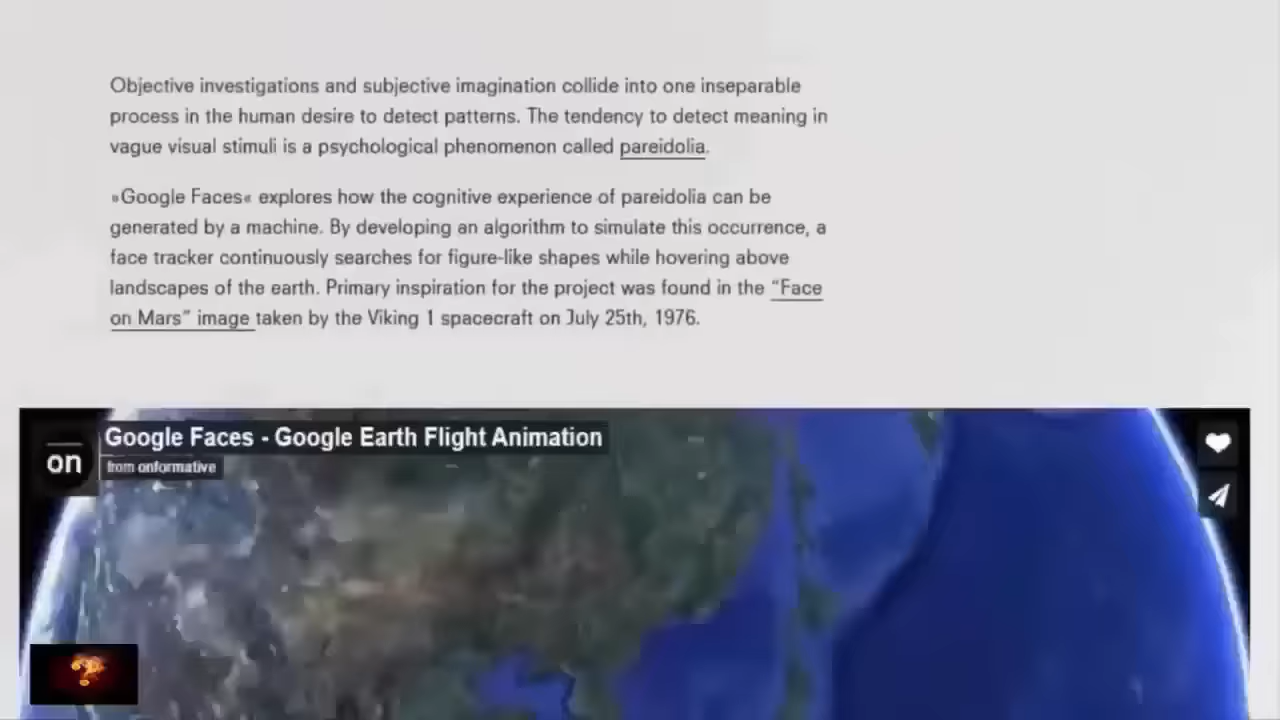 Objective investigations and subjective imagination collide into one inseparable
process in the human desire to detect patterns. The tendency to detect meaning in
vague visual stimuli is a psychological phenomenon called pareidolia.
»Google Faces« explores how the cognitive experience of pareidolia can be
generated by a machine. By developing an algorithm to simulate this occurrence, a
face tracker continuously searches for figure-like shapes while hovering above
landscapes of the earth. Primary inspiration for the project was found in the “Face
on Mars” image taken by the Viking 1 spacecraft on July 25th, 1976.
on
Google Faces - Google Earth Flight Animation
from onformative
?